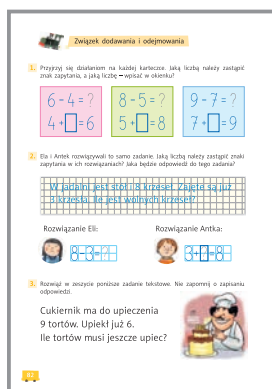 Związek dodawania i odejmowania
1. Przyjrzyj się działaniom na każdej karteczce. Jaką liczbę należy zastąpić
znak zapytania, a jaką liczbę – wpisać w okienku?
6-4=? 8-5=? 9-7=?
4+□=6 5+□=8 7+□=9
2. Ela i Antek rozwiązywali to samo zadanie. Jaką liczbę należy zastąpić znaki
zapytania w ich rozwiązaniach? Jaka będzie odpowiedź do tego zadania?
W jadalni jest stół i 8 krzeseł. Zajęte są już
3 krzesła. Ile jest wolnych krzeseł?
Rozwiązanie Eli: Rozwiązanie Antka:
8-3=? 3+?=8
3. Rozwiąż w zeszycie poniższe zadanie tekstowe. Nie zapomnij o zapisaniu
odpowiedzi.
Cukiernik ma do upieczenia
9 tortów. Upiekł już 6.
Ile tortów musi jeszcze upiec?
82